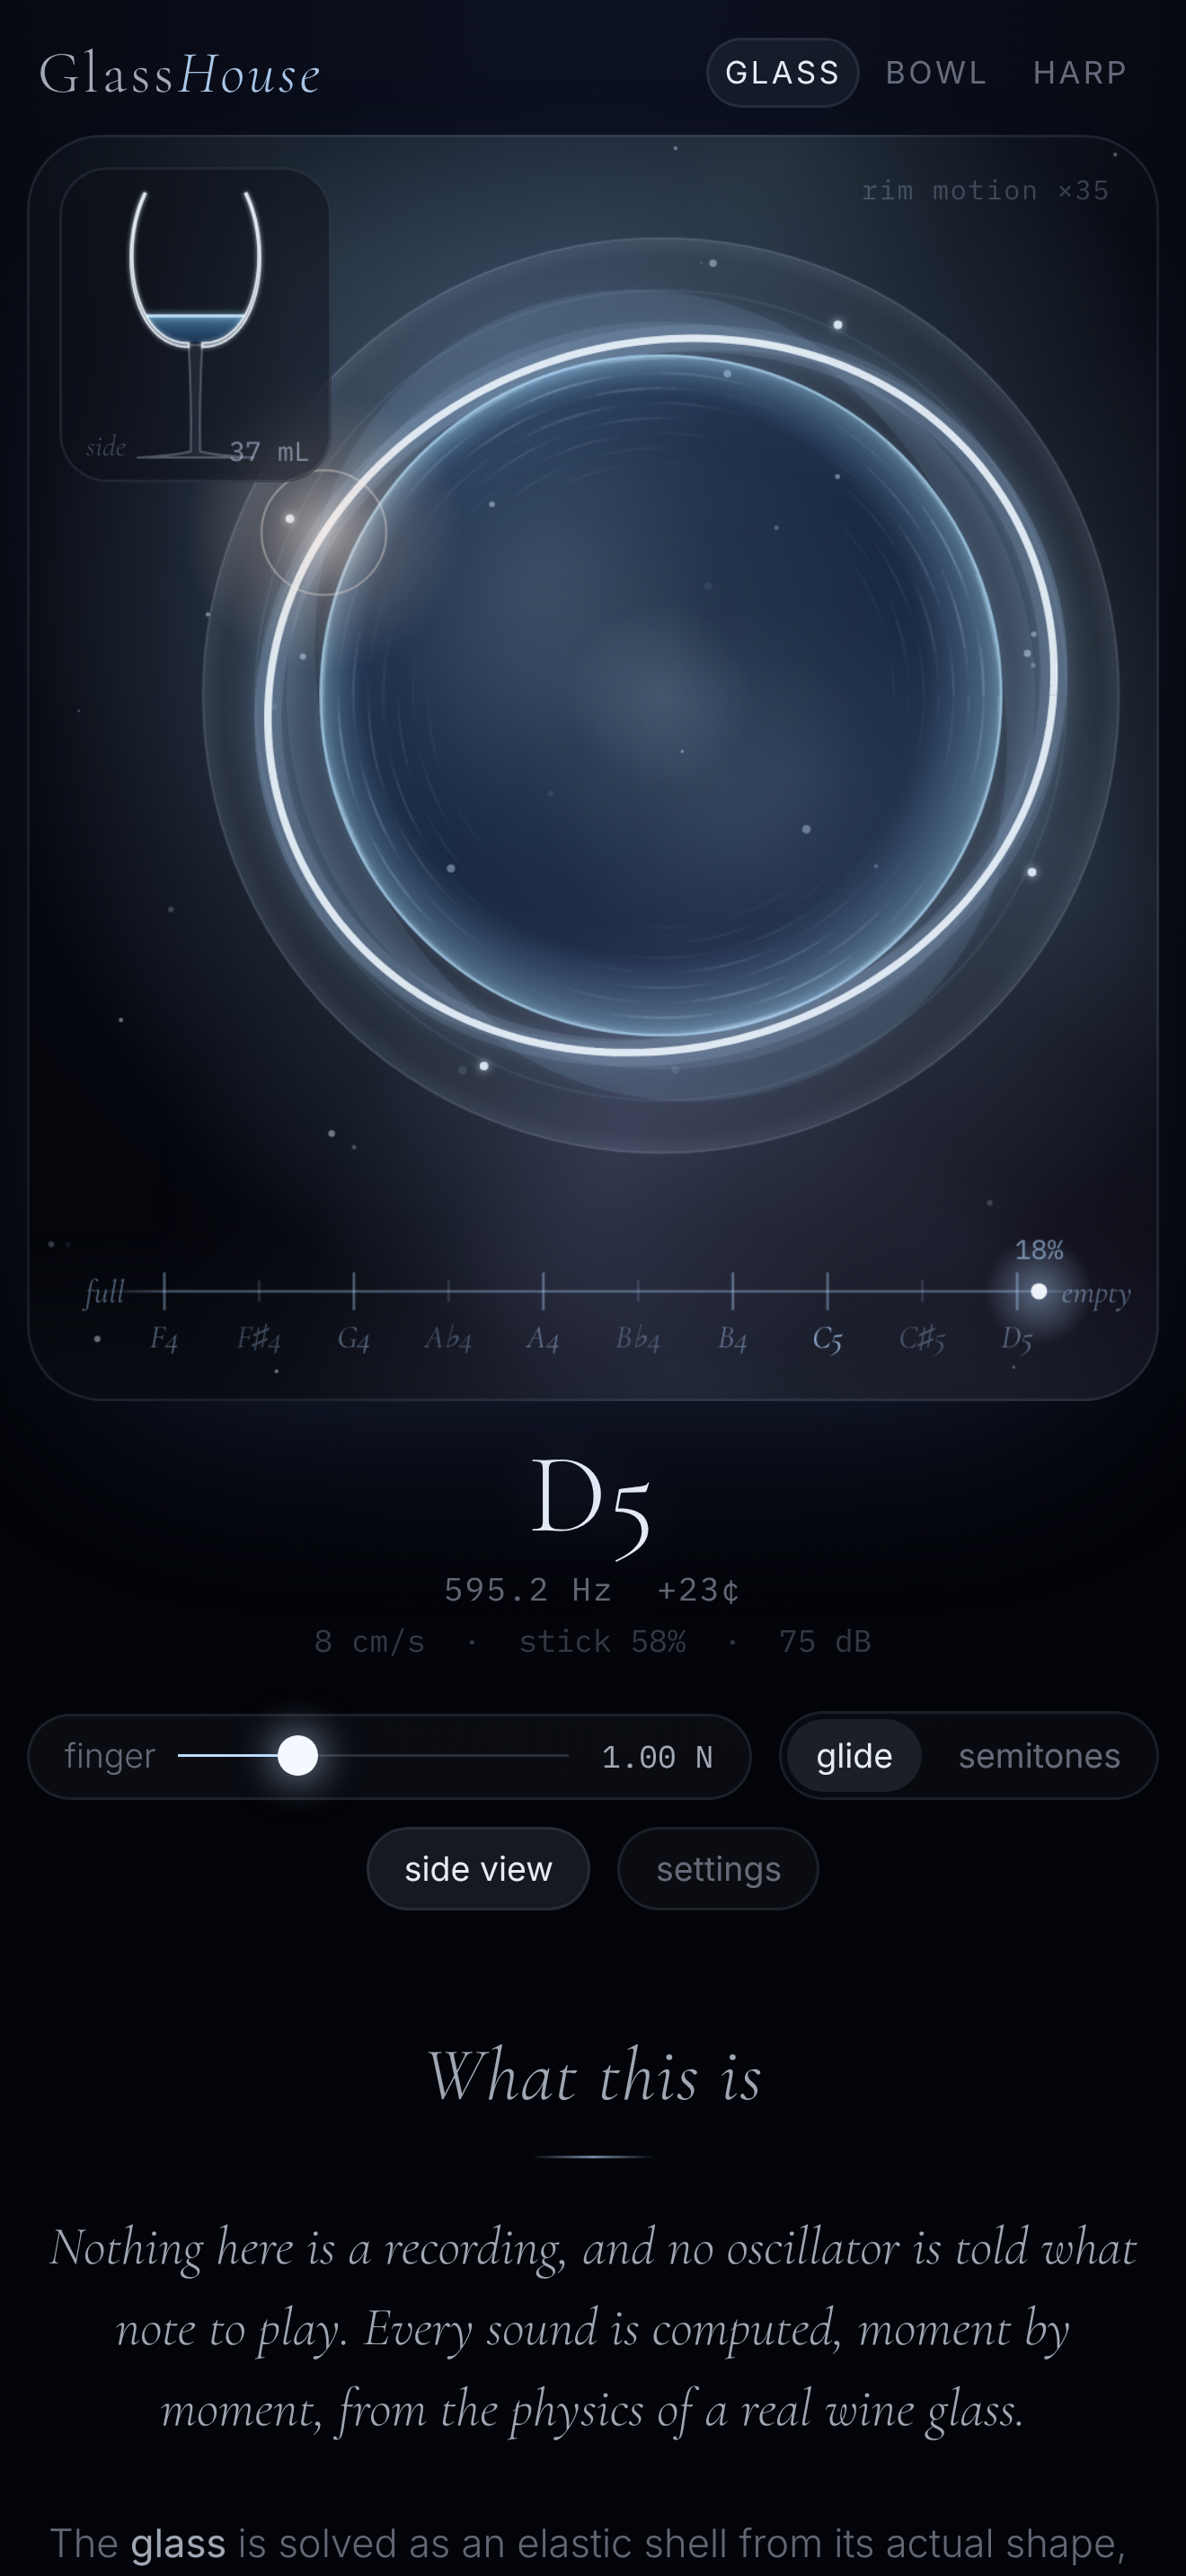 GlassHouse
GLASS BOWL HARP
rim motion ×35
side 37 mL
18%
full empty
F4 F♯4 G4 A♭4 A4 B♭4 B4 C5 C♯5 D5
D5
595.2 Hz +23¢
8 cm/s · stick 58% · 75 dB
finger 1.00 N glide semitones
side view settings
What this is
Nothing here is a recording, and no oscillator is told what
note to play. Every sound is computed, moment by
moment, from the physics of a real wine glass.
The glass is solved as an elastic shell from its actual shape,